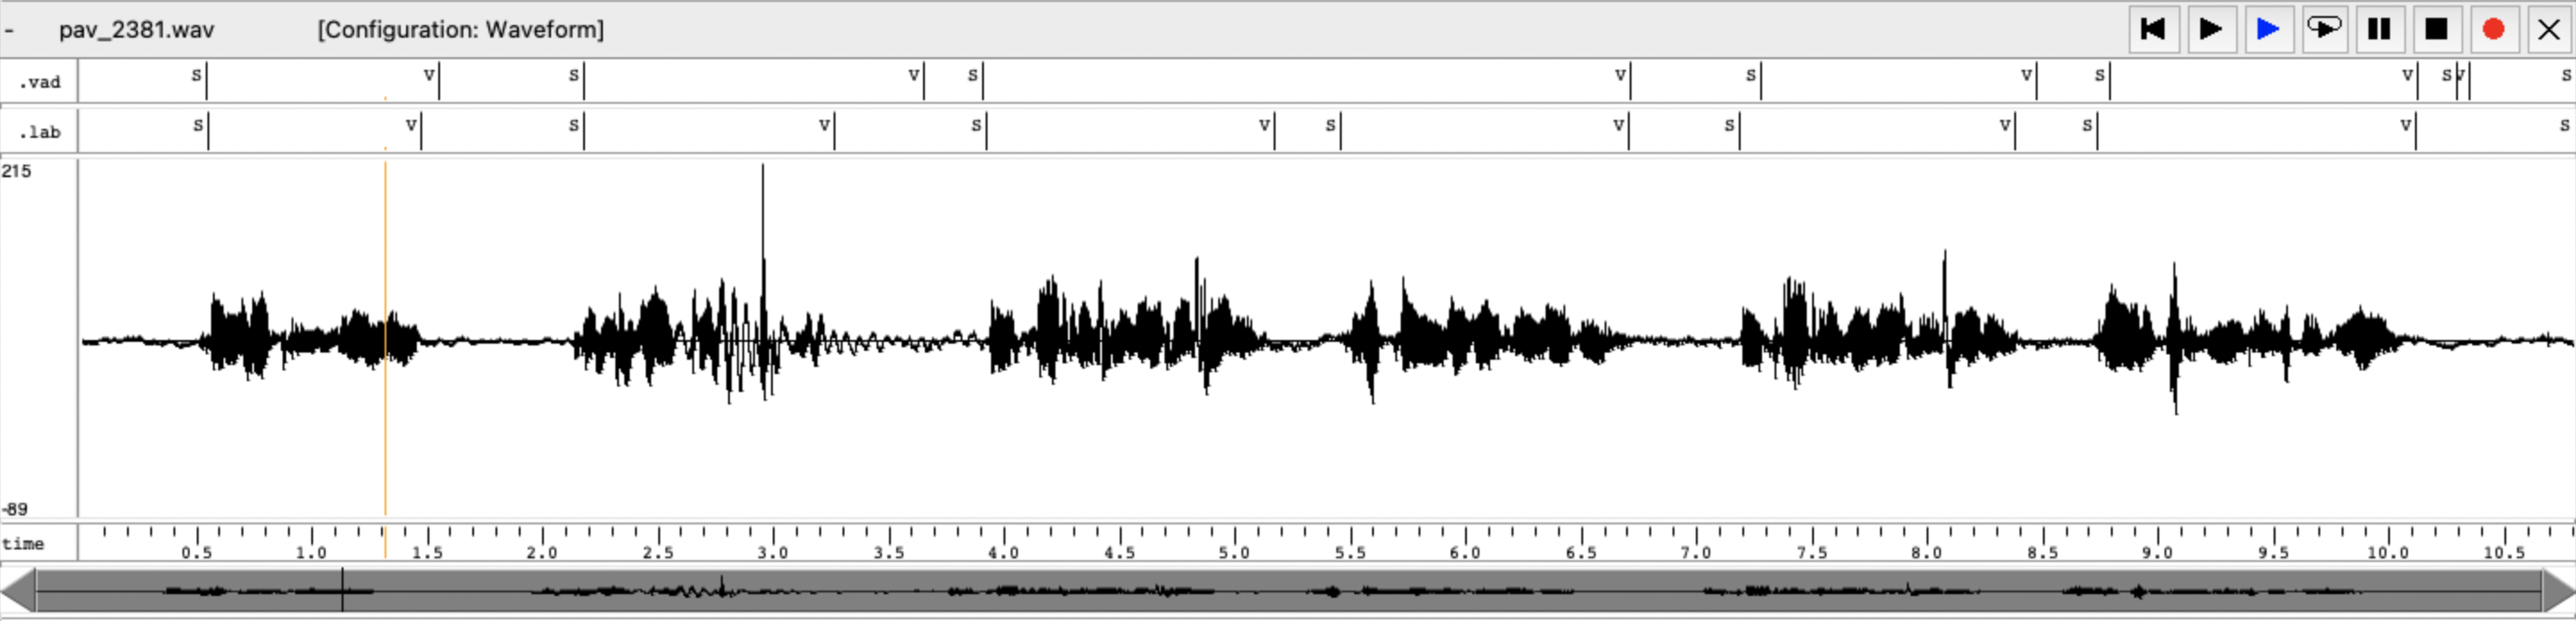 - pav_2381.wav [Configuration: Waveform]
.vad S V S V S V S V S V S V S
.lab S V S V S V S V S V S V S
215
-89
time 0.5 1.0 1.5 2.0 2.5 3.0 3.5 4.0 4.5 5.0 5.5 6.0 6.5 7.0 7.5 8.0 8.5 9.0 9.5 10.0 10.5